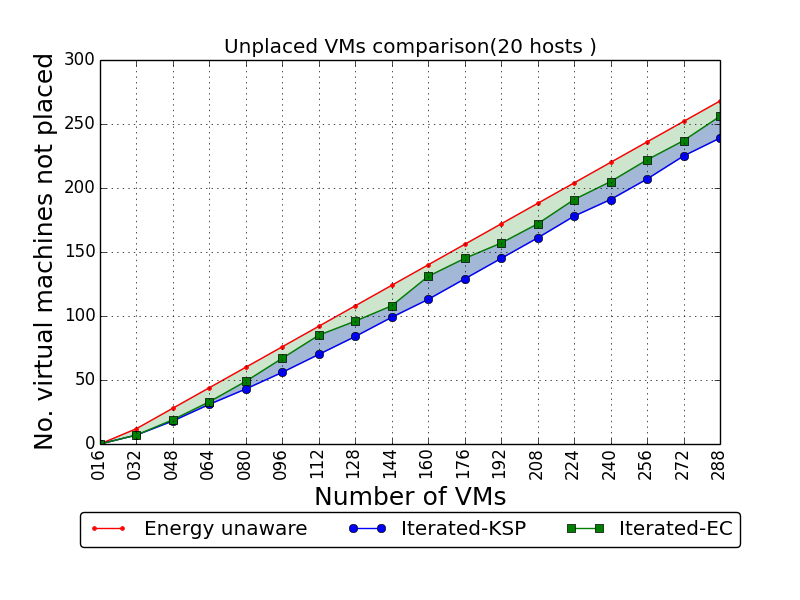 Unplaced VMs comparison(20 hosts )
No. virtual machines not placed
300
250
200
150
100
50
0
016 032 048 064 080 096 112 128 144 160 176 192 208 224 240 256 272 288
Number of VMs
Energy unaware Iterated-KSP Iterated-EC